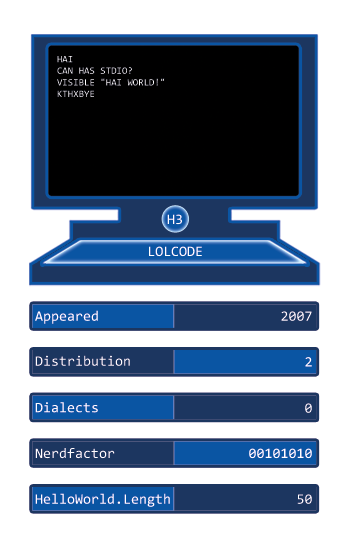 HAI
CAN HAS STDIO?
VISIBLE "HAI WORLD!"
KTHXBYE
H3
LOLCODE
Appeared 2007
Distribution 2
Dialects 0
Nerdfactor 00101010
HelloWorld.Length 50